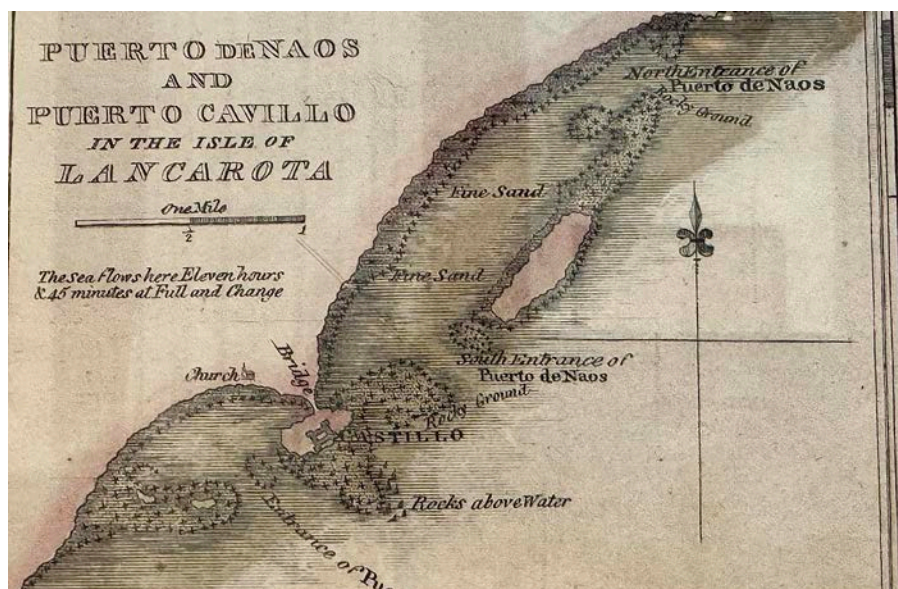 PUERTO DE NAOS
AND
PUERTO CAVILLO
IN THE ISLE OF
LANCAROTA
One Mile
1/2
1
The Sea flows here Eleven hours
& 45 minutes at Full and Change
North Entrance of
Puerto de Naos
Rocky Ground
Fine Sand
Fine Sand
South Entrance of
Puerto de Naos
Bridge
Church
Rocky Ground
CASTILLO
Rocks above Water
Entrance of Pu